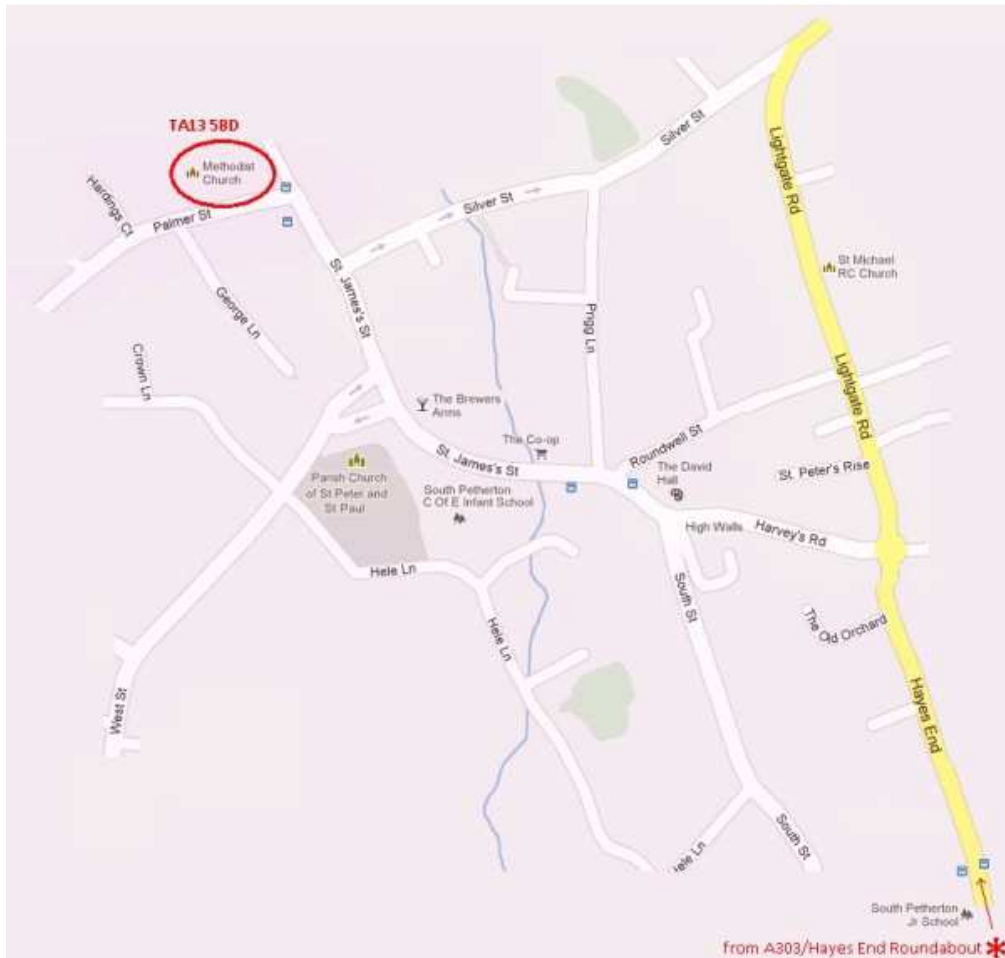 TA13 5BD
Methodist
Church
Hardings Ct
Palmer St
George Ln
Crown Ln
St. James's St
Silver St
Silver St
Lightgate Rd
St Michael
RC Church
Prigg Ln
Lightgate Rd
The Brewers
Arms
The Co-op
St. James's St
Roundwell St
The David
Hall
St. Peter's Rise
Parish Church
of St Peter and
St Paul
South Petherton
C Of E Infant School
High Walls
Harvey's Rd
Hele Ln
South St
The Old Orchard
Hele Ln
West St
Hayes End
South St
Hele Ln
South Petherton
Jr School
from A303/Hayes End Roundabout